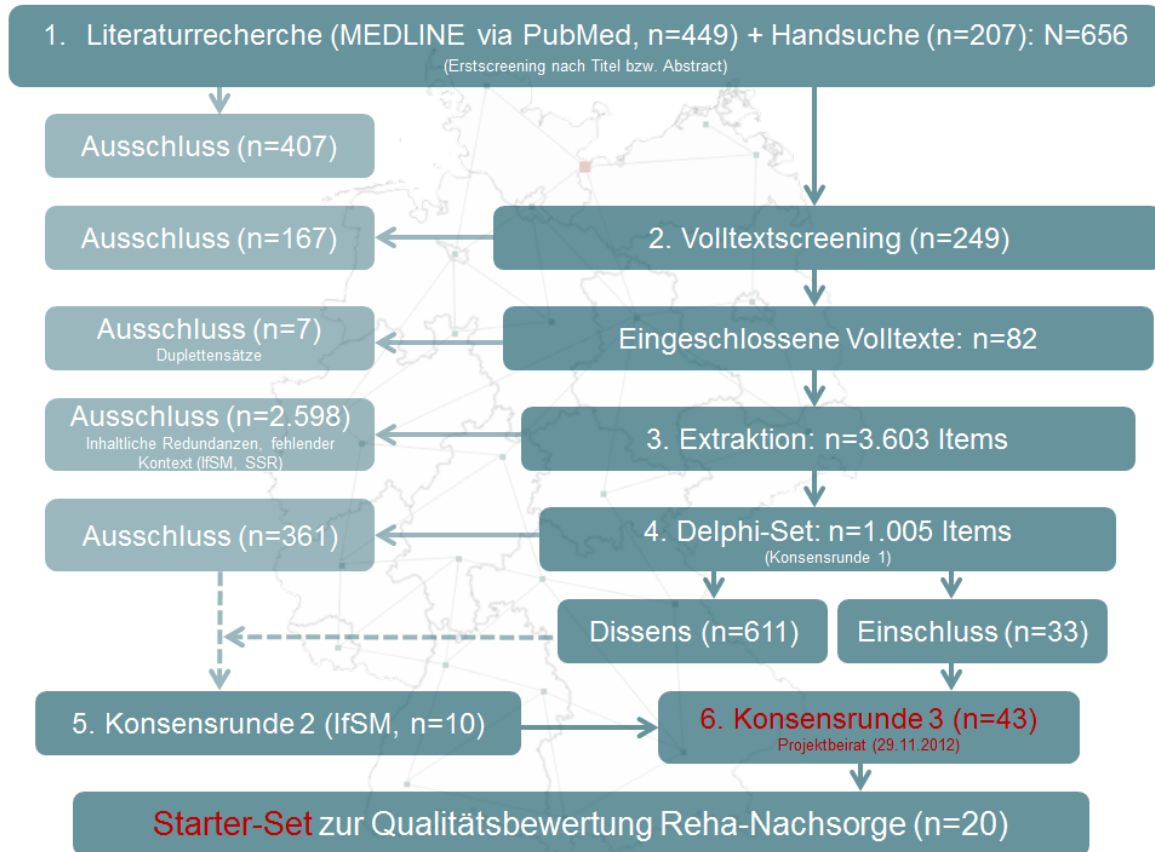 1. Literaturrecherche (MEDLINE via PubMed, n=449) + Handsuche (n=207): N=656
(Erstscreening nach Titel bzw. Abstract)
Ausschluss (n=407)
Ausschluss (n=167)
2. Volltextscreening (n=249)
Ausschluss (n=7)
Duplettensätze
Eingeschlossene Volltexte: n=82
Ausschluss (n=2.598)
Inhaltliche Redundanzen, fehlender
Kontext (IfSM, SSR)
3. Extraktion: n=3.603 Items
Ausschluss (n=361)
4. Delphi-Set: n=1.005 Items
(Konsensrunde 1)
Dissens (n=611)
Einschluss (n=33)
5. Konsensrunde 2 (IfSM, n=10)
6. Konsensrunde 3 (n=43)
Projektbeirat (29.11.2012)
Starter-Set zur Qualitätsbewertung Reha-Nachsorge (n=20)